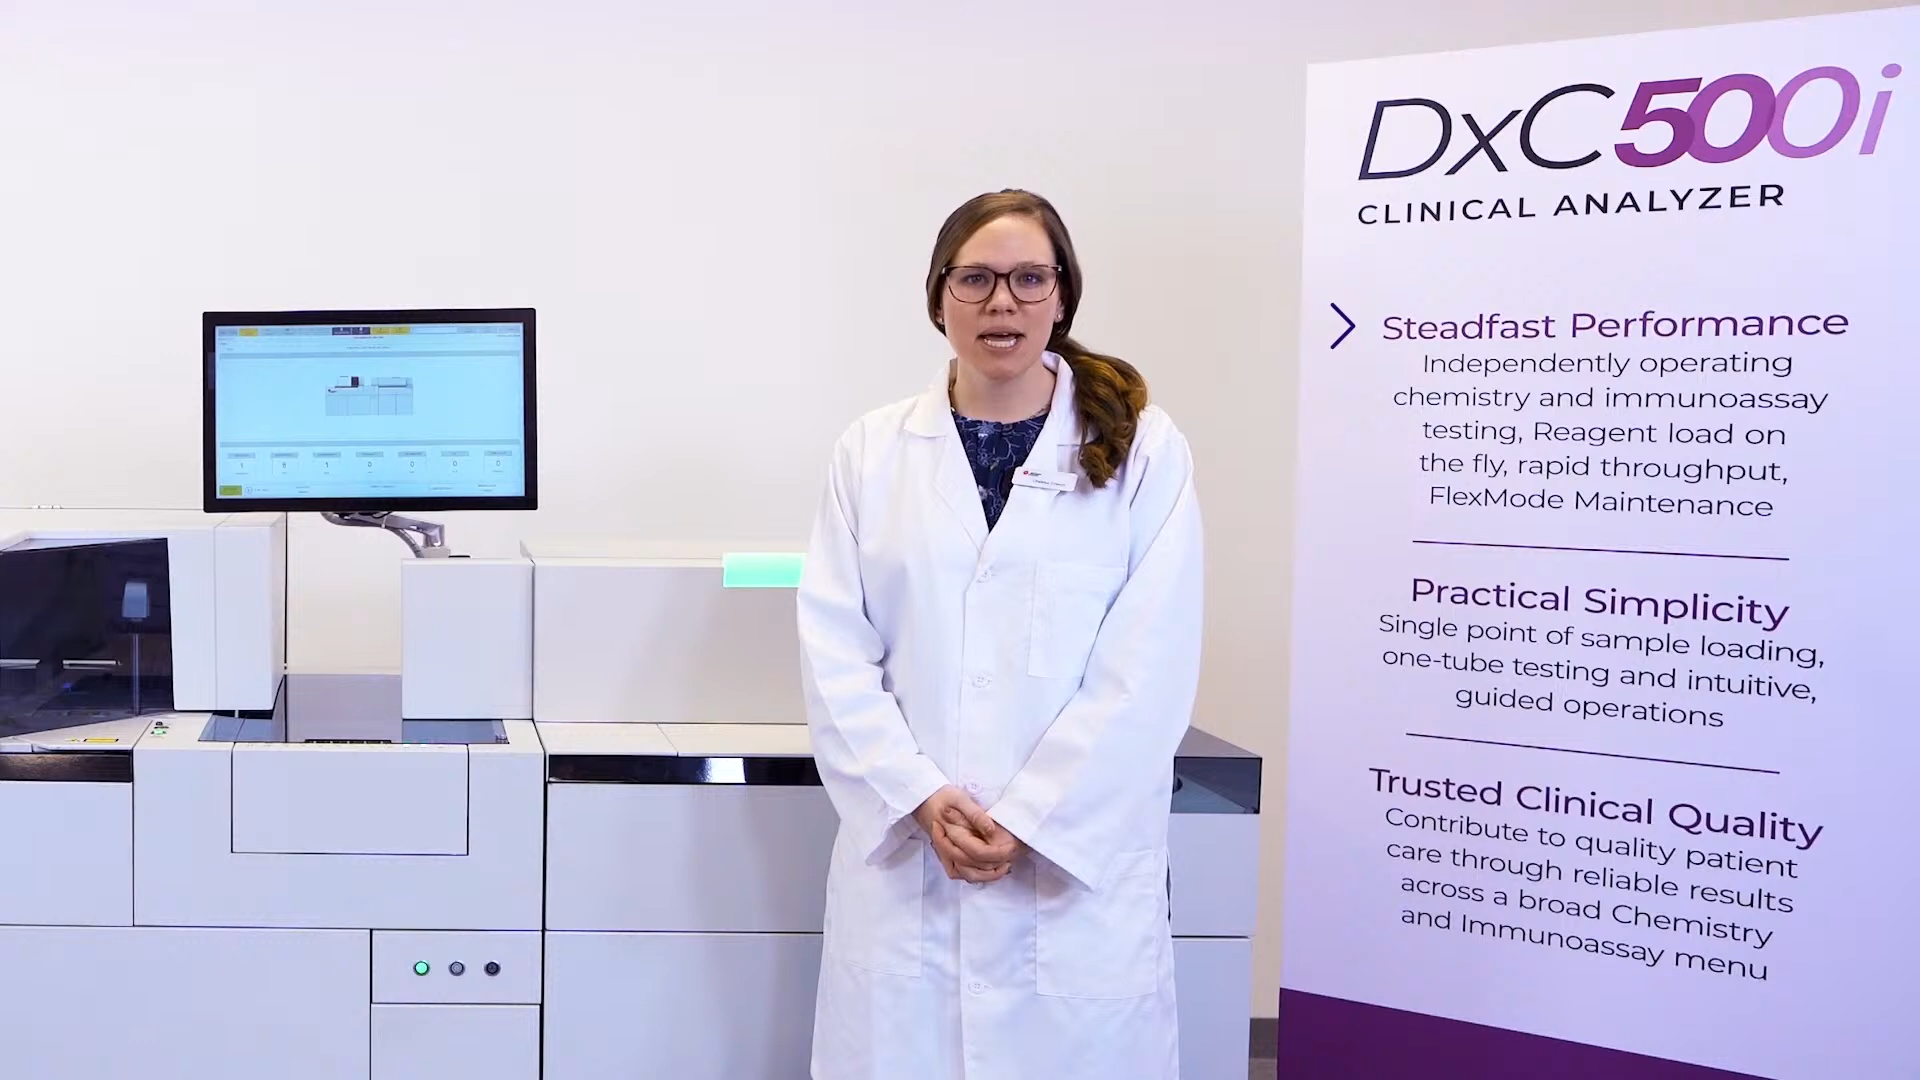 DxC500i
CLINICAL ANALYZER
Steadfast Performance
Independently operating
chemistry and immunoassay
testing, Reagent load on
the fly, rapid throughput,
FlexMode Maintenance
Practical Simplicity
Single point of sample loading,
one-tube testing and intuitive,
guided operations
Trusted Clinical Quality
Contribute to quality patient
care through reliable results
across a broad Chemistry
and Immunoassay menu